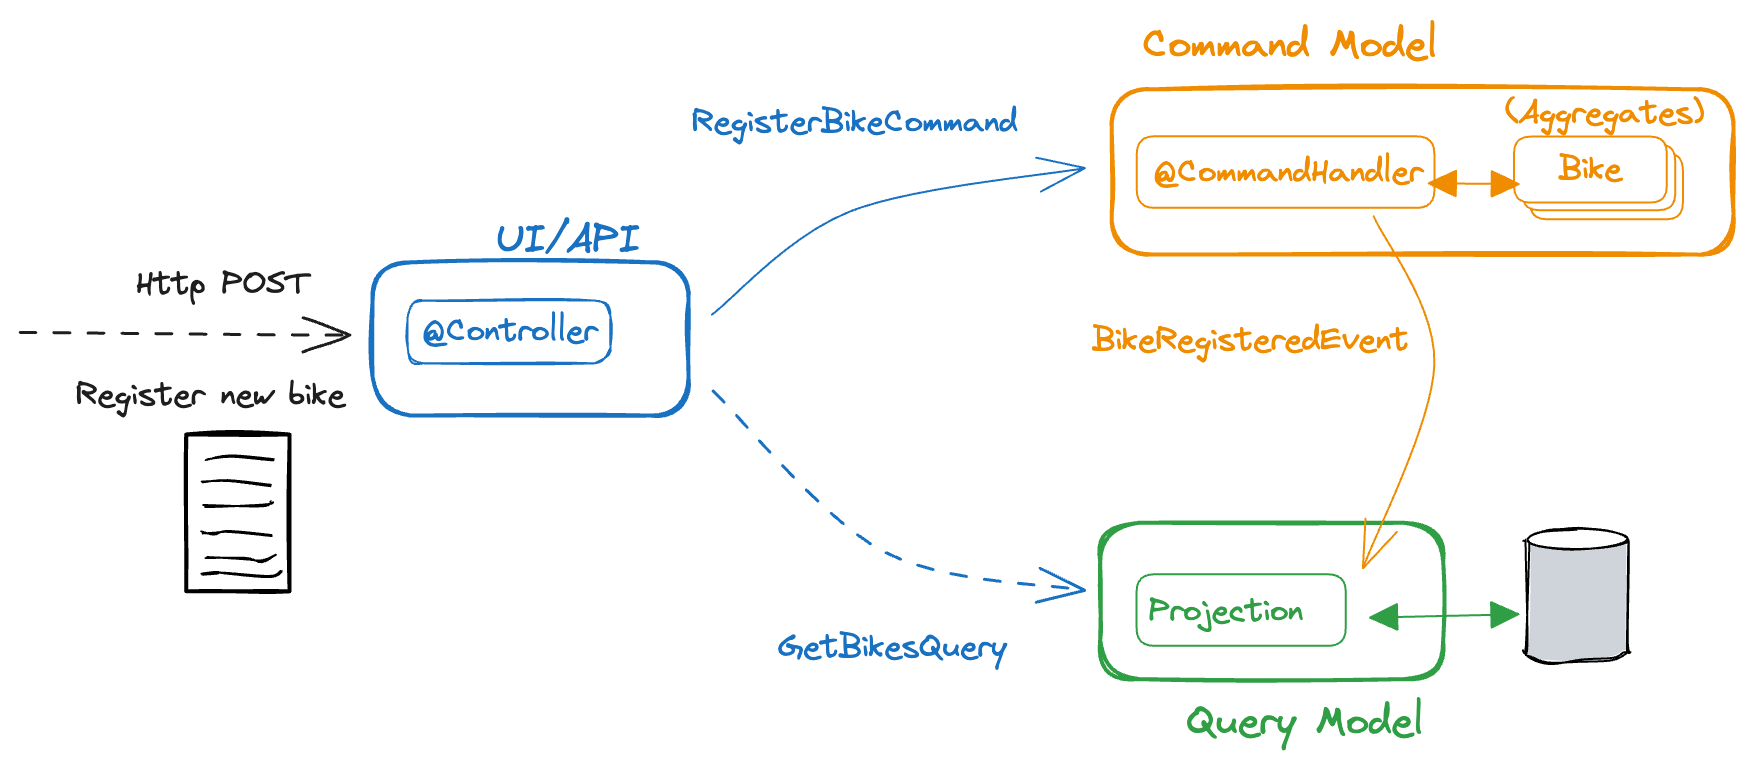 Command Model
(Aggregates)
RegisterBikeCommand
@CommandHandler
Bike
UI/API
Http POST
@Controller
BikeRegisteredEvent
Register new bike
Projection
GetBikesQuery
Query Model